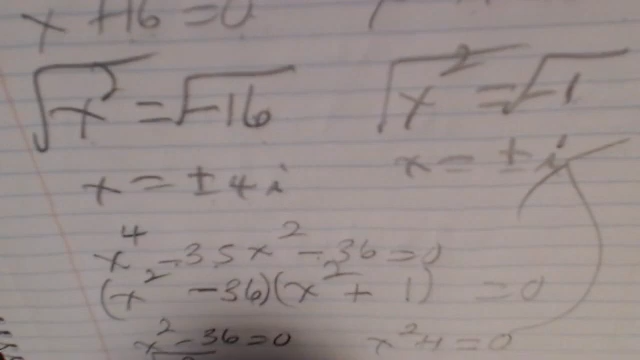 x +16 = 0
√x² = √-16 √x² = √-1
x = ± 4 i x = ± i
x⁴ - 35x² - 36 = 0
(x² - 36)(x² + 1) = 0
x² - 36 = 0 x²+1 = 0